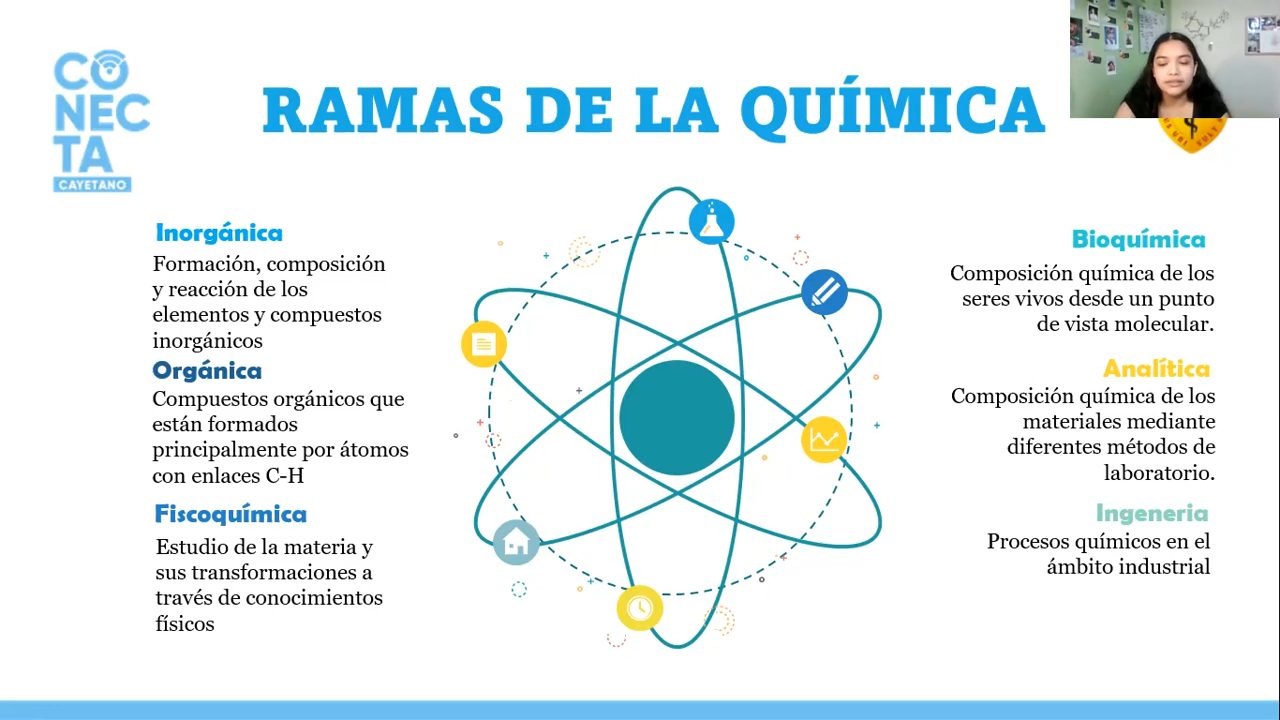 CO
NEC
TA
CAYETANO
RAMAS DE LA QUÍMICA
Inorgánica
Formación, composición
y reacción de los
elementos y compuestos
inorgánicos
Orgánica
Compuestos orgánicos que
están formados
principalmente por átomos
con enlaces C-H
Fiscoquímica
Estudio de la materia y
sus transformaciones a
través de conocimientos
físicos
Bioquímica
Composición química de los
seres vivos desde un punto
de vista molecular.
Analítica
Composición química de los
materiales mediante
diferentes métodos de
laboratorio.
Ingeneria
Procesos químicos en el
ámbito industrial